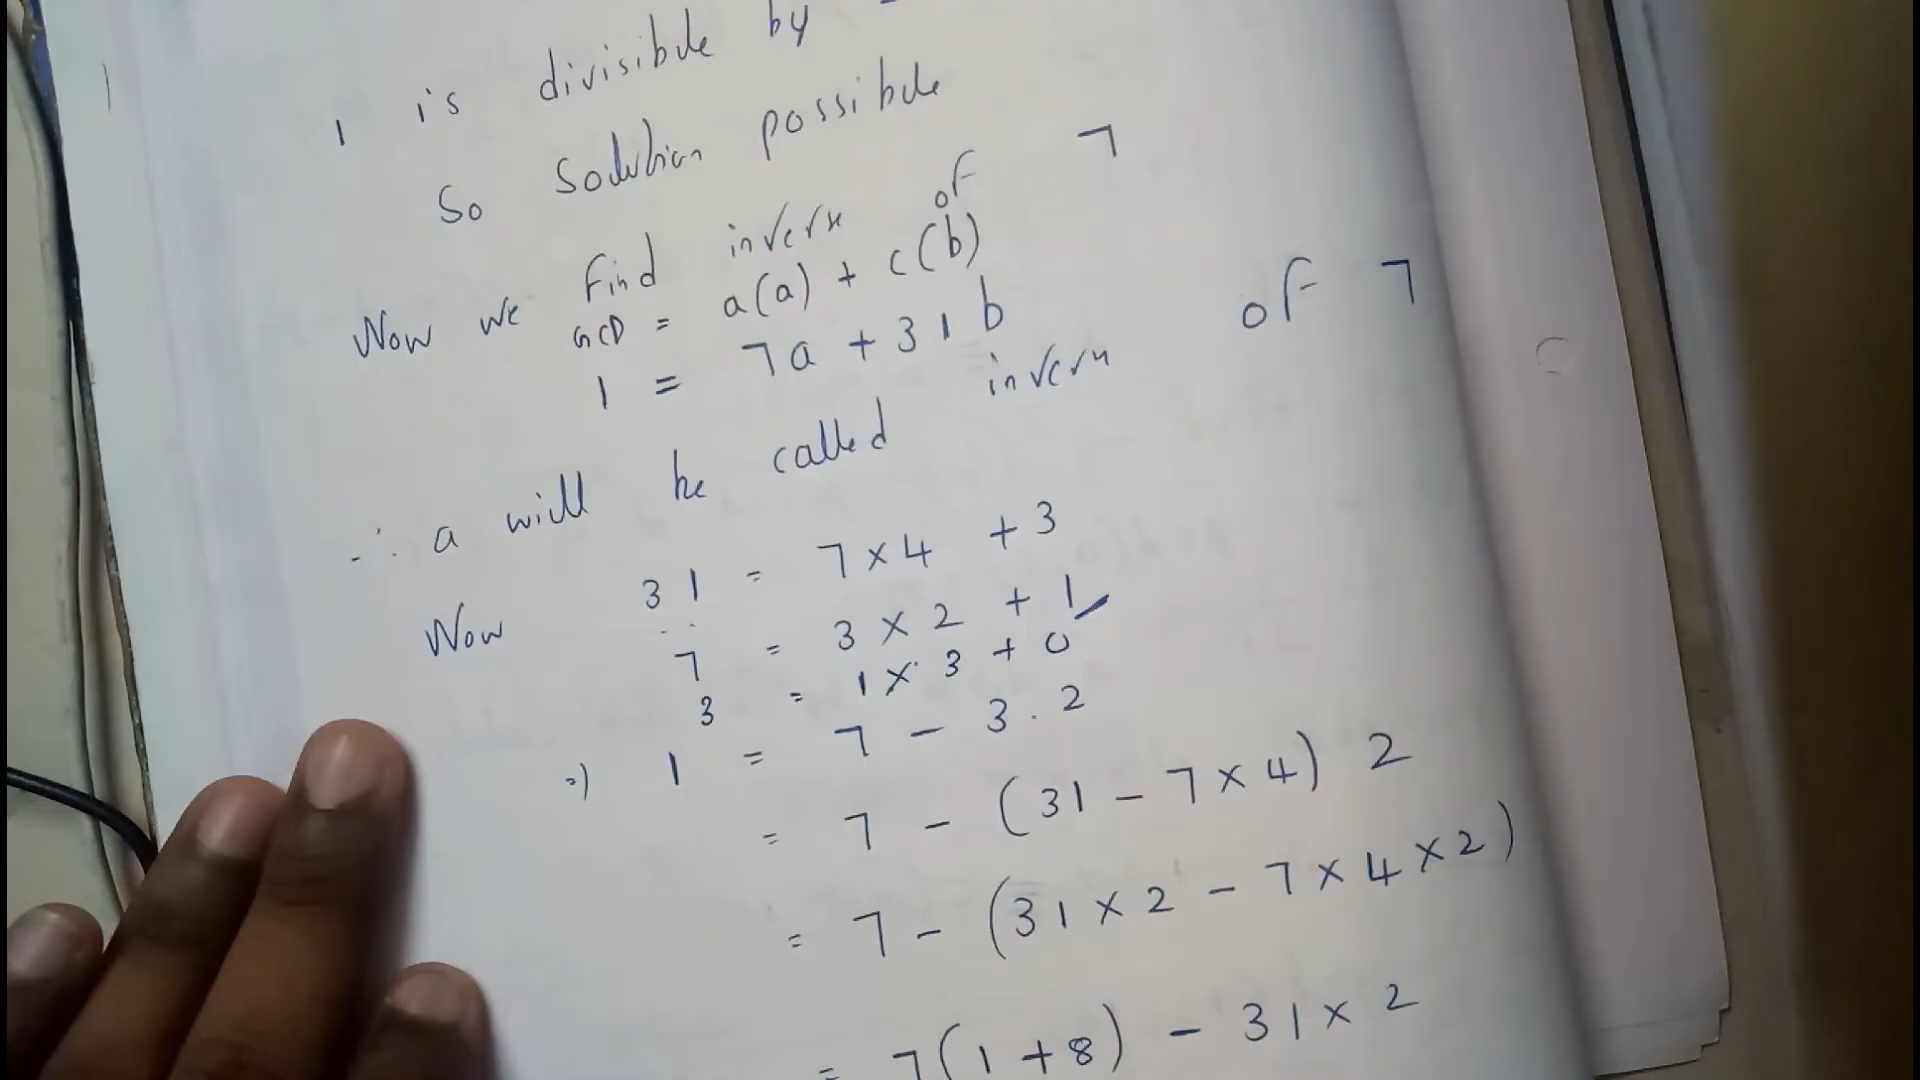 1 is divisible by
So solution possible
Now we find inverse of 7
GCD = a(a) + c(b)
1 = 7a + 31b
∴ a will be called inverse of 7
Now 31 = 7 × 4 + 3
7 = 3 × 2 + 1
3 = 1 × 3 + 0
=) 1 = 7 - 3.2
= 7 - (31 - 7 × 4) 2
= 7 - (31 × 2 - 7 × 4 × 2)
= 7(1 + 8) - 31 × 2